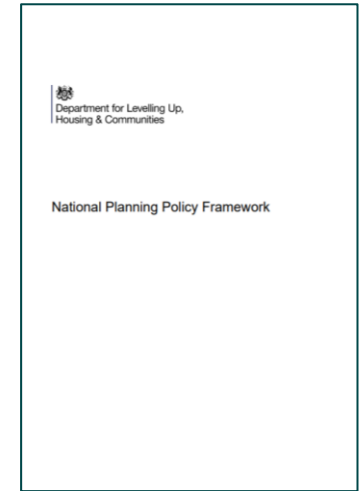 Department for Levelling Up,
Housing & Communities
National Planning Policy Framework